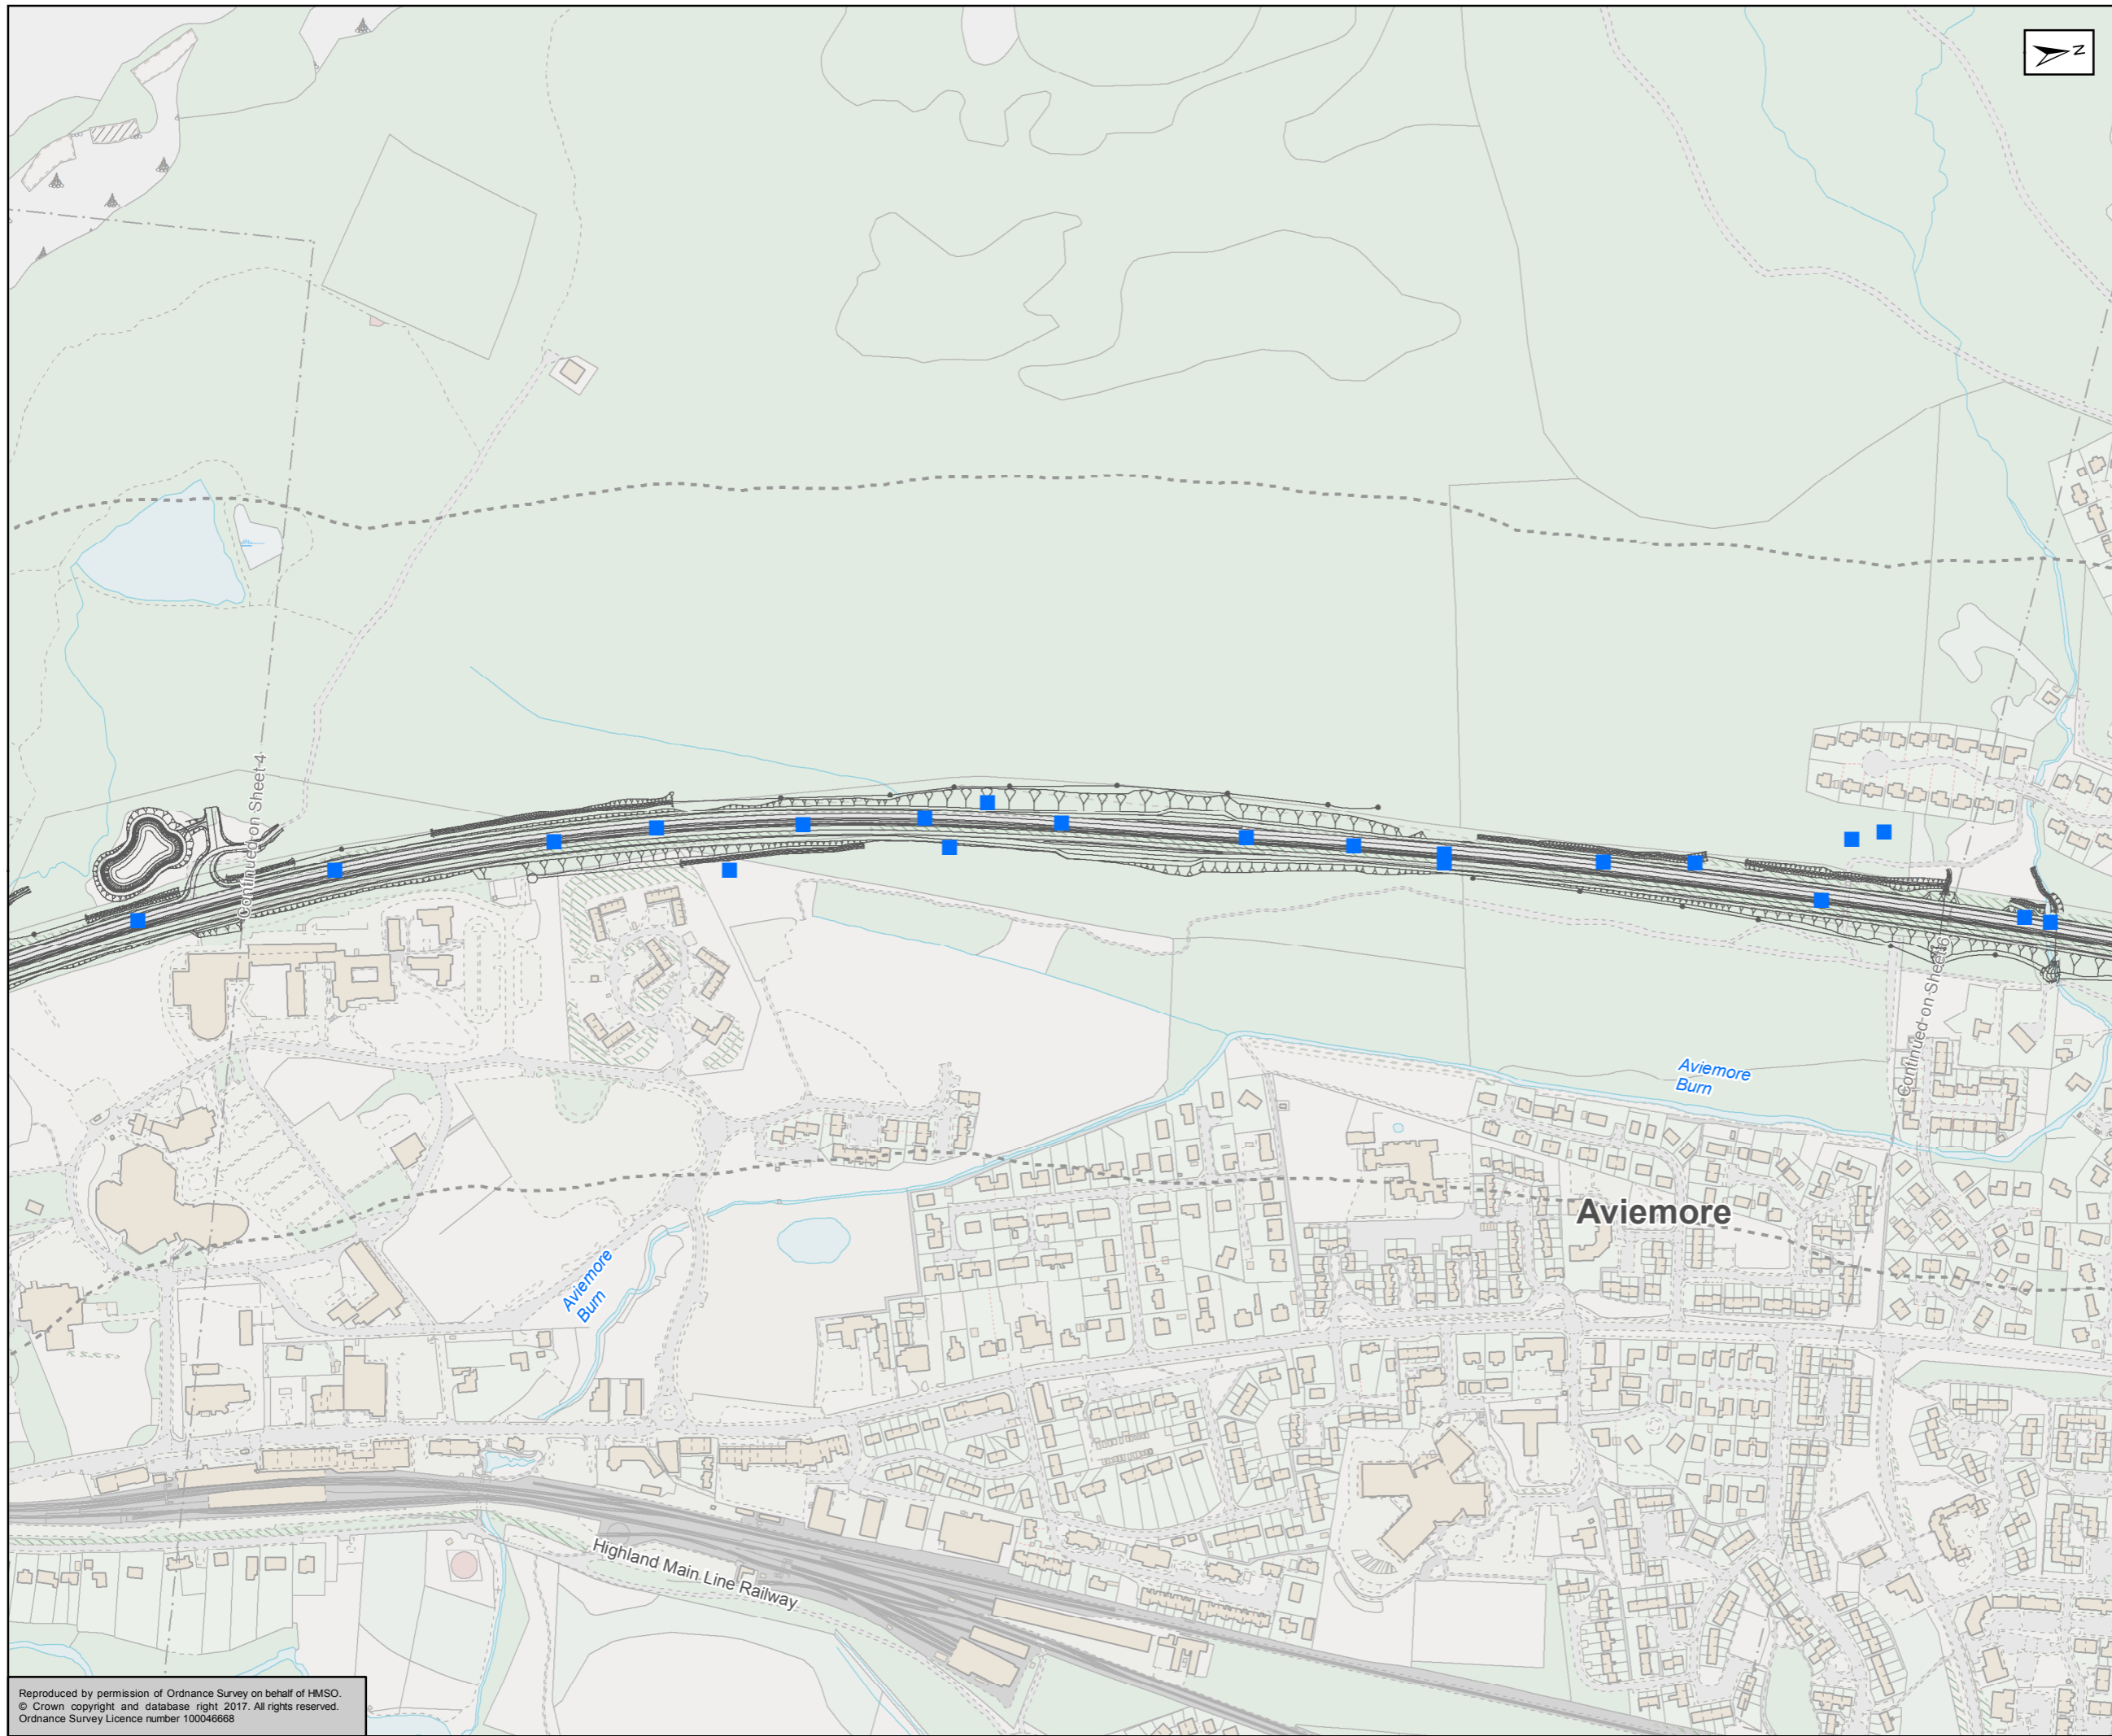 N
Continued on Sheet 4
Continued on Sheet 6
Aviemore
Burn
Aviemore
Aviemore
Burn
Highland Main Line Railway
Reproduced by permission of Ordnance Survey on behalf of HMSO.
© Crown copyright and database right 2017. All rights reserved.
Ordnance Survey Licence number 100046668